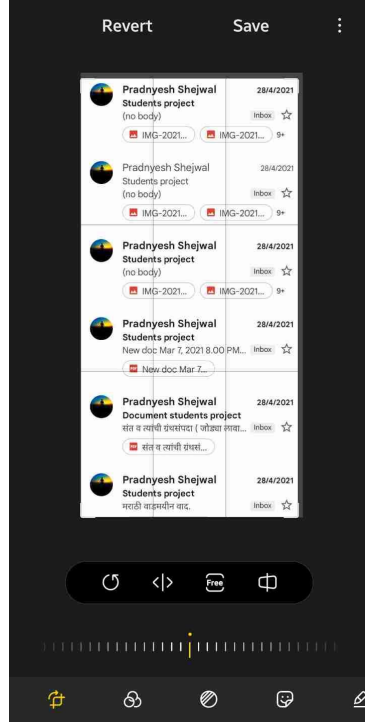 Revert Save
Pradnyesh Shejwal 28/4/2021
Students project
(no body) Inbox
IMG-2021... IMG-2021... 9+
Pradnyesh Shejwal 28/4/2021
Students project
(no body) Inbox
IMG-2021... IMG-2021... 9+
Pradnyesh Shejwal 28/4/2021
Students project
(no body) Inbox
IMG-2021... IMG-2021... 9+
Pradnyesh Shejwal 28/4/2021
Students project
New doc Mar 7, 2021 8.00 PM... Inbox
PDF New doc Mar 7...
Pradnyesh Shejwal 28/4/2021
Document students project
संत व त्यांची ग्रंथसंपदा ( जोड्या लावा... Inbox
PDF संत व त्यांची ग्रंथसं...
Pradnyesh Shejwal 28/4/2021
Students project
मराठी वाङमयीन वाद. Inbox
Free